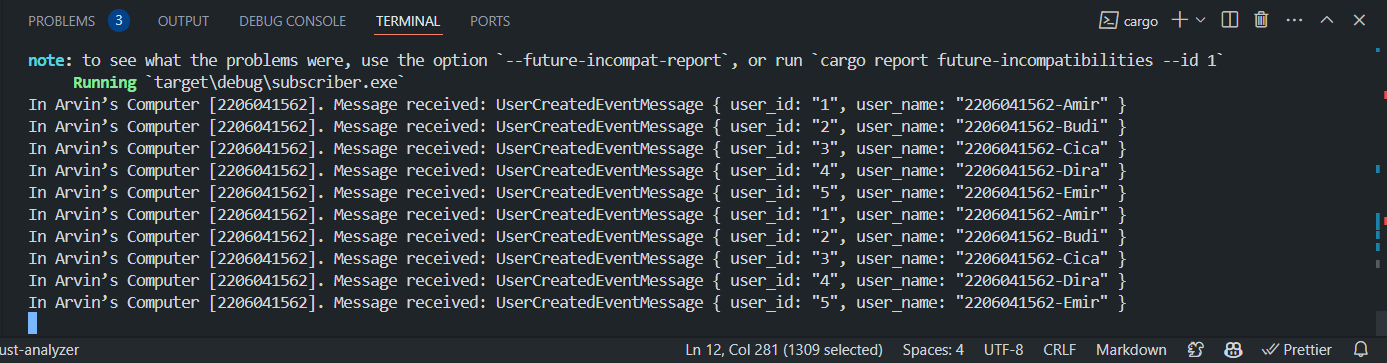 PROBLEMS 3 OUTPUT DEBUG CONSOLE TERMINAL PORTS cargo
note: to see what the problems were, use the option `--future-incompat-report`, or run `cargo report future-incompatibilities --id 1`
Running `target\debug\subscriber.exe`
In Arvin’s Computer [2206041562]. Message received: UserCreatedEventMessage { user_id: "1", user_name: "2206041562-Amir" }
In Arvin’s Computer [2206041562]. Message received: UserCreatedEventMessage { user_id: "2", user_name: "2206041562-Budi" }
In Arvin’s Computer [2206041562]. Message received: UserCreatedEventMessage { user_id: "3", user_name: "2206041562-Cica" }
In Arvin’s Computer [2206041562]. Message received: UserCreatedEventMessage { user_id: "4", user_name: "2206041562-Dira" }
In Arvin’s Computer [2206041562]. Message received: UserCreatedEventMessage { user_id: "5", user_name: "2206041562-Emir" }
In Arvin’s Computer [2206041562]. Message received: UserCreatedEventMessage { user_id: "1", user_name: "2206041562-Amir" }
In Arvin’s Computer [2206041562]. Message received: UserCreatedEventMessage { user_id: "2", user_name: "2206041562-Budi" }
In Arvin’s Computer [2206041562]. Message received: UserCreatedEventMessage { user_id: "3", user_name: "2206041562-Cica" }
In Arvin’s Computer [2206041562]. Message received: UserCreatedEventMessage { user_id: "4", user_name: "2206041562-Dira" }
In Arvin’s Computer [2206041562]. Message received: UserCreatedEventMessage { user_id: "5", user_name: "2206041562-Emir" }
ust-analyzer Ln 12, Col 281 (1309 selected) Spaces: 4 UTF-8 CRLF Markdown Prettier